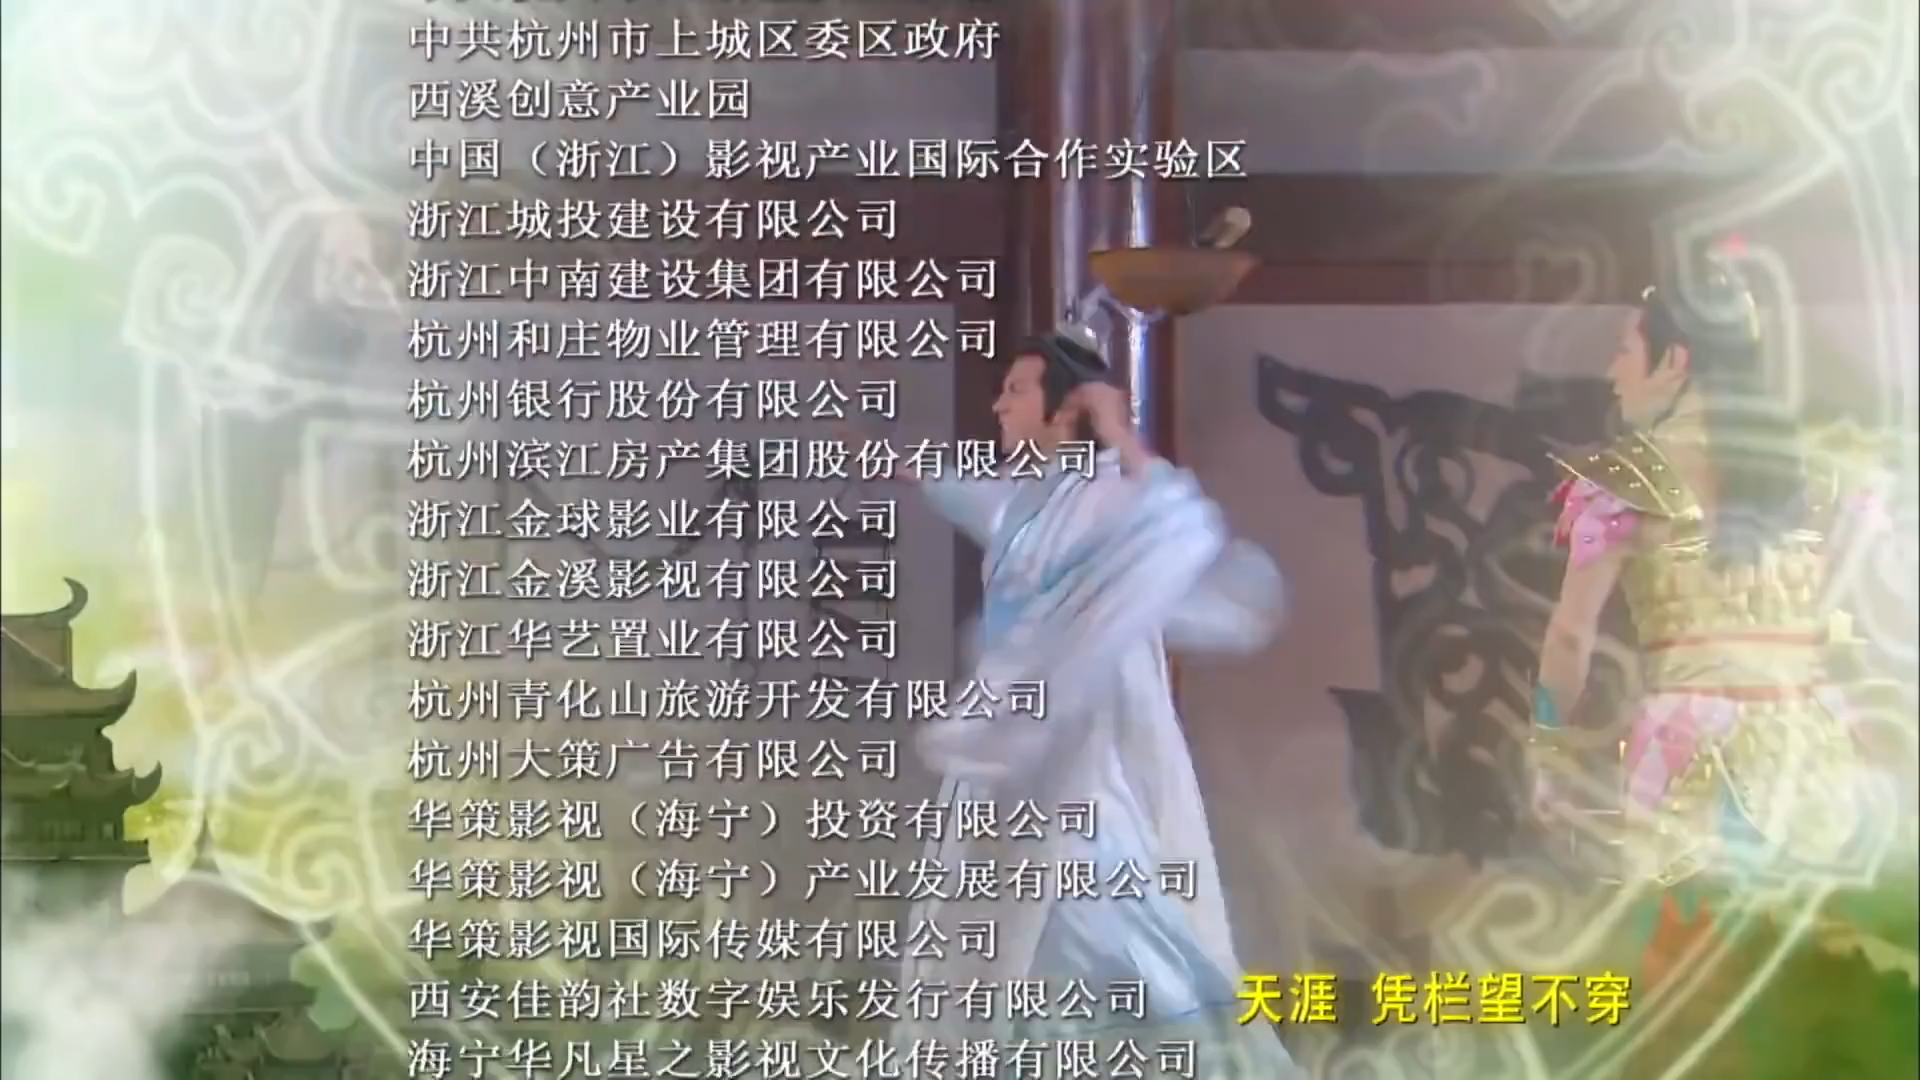 中共杭州市上城区委区政府
西溪创意产业园
中国（浙江）影视产业国际合作实验区
浙江城投建设有限公司
浙江中南建设集团有限公司
杭州和庄物业管理有限公司
杭州银行股份有限公司
杭州滨江房产集团股份有限公司
浙江金球影业有限公司
浙江金溪影视有限公司
浙江华艺置业有限公司
杭州青化山旅游开发有限公司
杭州大策广告有限公司
华策影视（海宁）投资有限公司
华策影视（海宁）产业发展有限公司
华策影视国际传媒有限公司
西安佳韵社数字娱乐发行有限公司
天涯 凭栏望不穿
海宁华凡星之影视文化传播有限公司